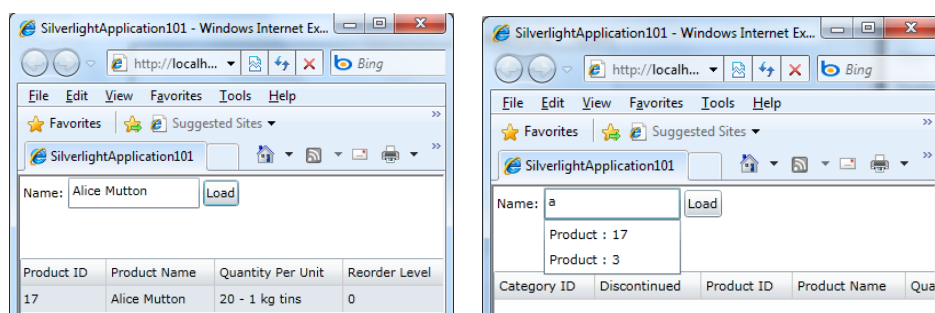 SilverlightApplication101 - Windows Internet Ex...
http://localh...
Bing
File Edit View Favorites Tools Help
Favorites Suggested Sites
SilverlightApplication101
Name: Alice Mutton Load
Product ID Product Name Quantity Per Unit Reorder Level
17 Alice Mutton 20 - 1 kg tins 0
SilverlightApplication101 - Windows Internet Ex...
http://localh...
Bing
File Edit View Favorites Tools Help
Favorites Suggested Sites
SilverlightApplication101
Name: a Load
Product : 17
Product : 3
Category ID Discontinued Product ID Product Name Qua